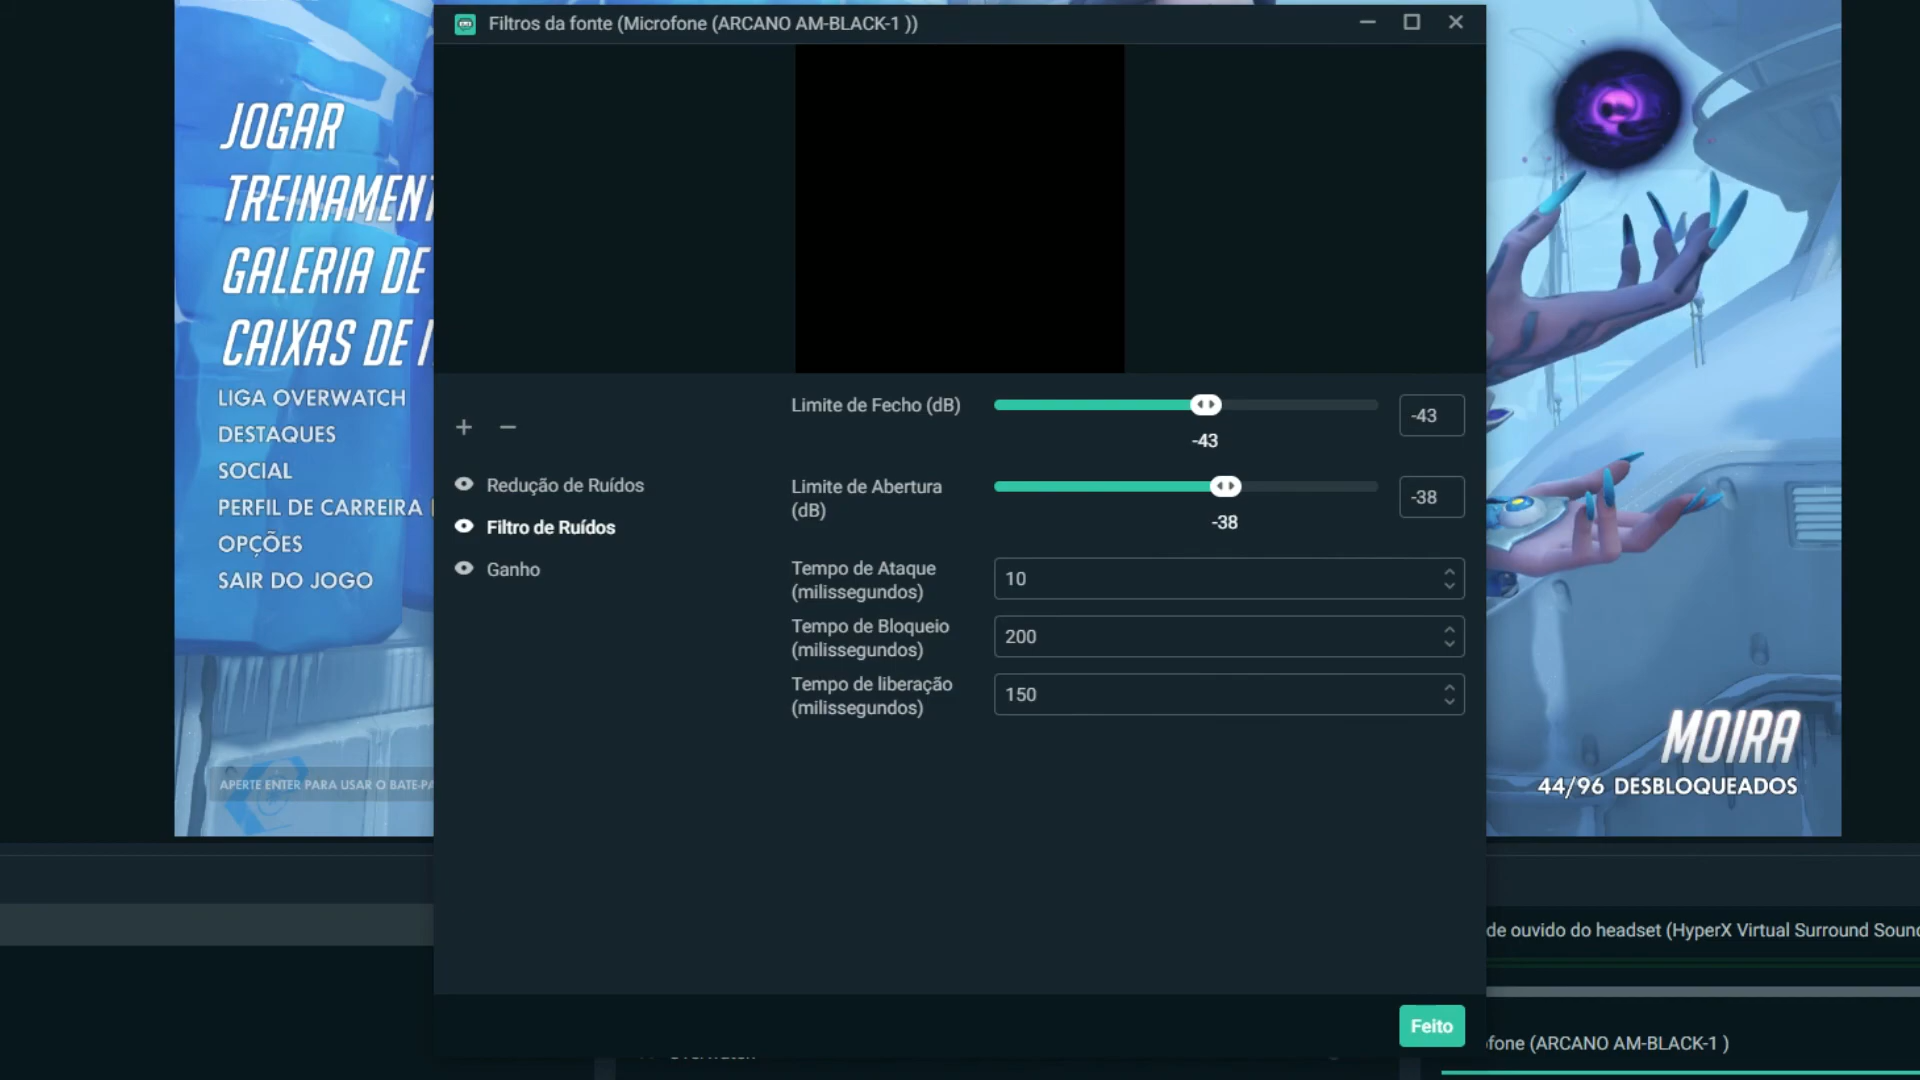 Filtros da fonte (Microfone (ARCANO AM-BLACK-1 ))
JOGAR
TREINAMENT
GALERIA DE
CAIXAS DE
LIGA OVERWATCH
DESTAQUES
SOCIAL
PERFIL DE CARREIRA
OPÇÕES
SAIR DO JOGO
APERTE ENTER PARA USAR O BATE-PA
Redução de Ruídos
Filtro de Ruídos
Ganho
Limite de Fecho (dB)
-43
-43
Limite de Abertura
(dB)
-38
-38
Tempo de Ataque
(milissegundos)
10
Tempo de Bloqueio
(milissegundos)
200
Tempo de liberação
(milissegundos)
150
MOIRA
44/96 DESBLOQUEADOS
de ouvido do headset (HyperX Virtual Surround Soun
Feito
ofone (ARCANO AM-BLACK-1 )